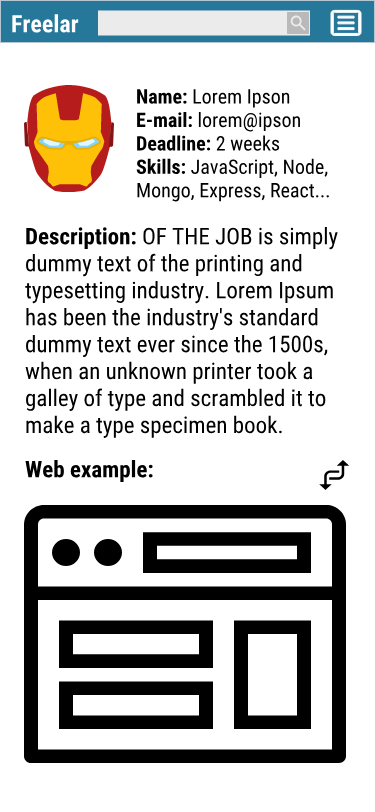 Freelar
Name: Lorem Ipson
E-mail: lorem@ipson
Deadline: 2 weeks
Skills: JavaScript, Node,
Mongo, Express, React...
Description: OF THE JOB is simply
dummy text of the printing and
typesetting industry. Lorem Ipsum
has been the industry's standard
dummy text ever since the 1500s,
when an unknown printer took a
galley of type and scrambled it to
make a type specimen book.
Web example: